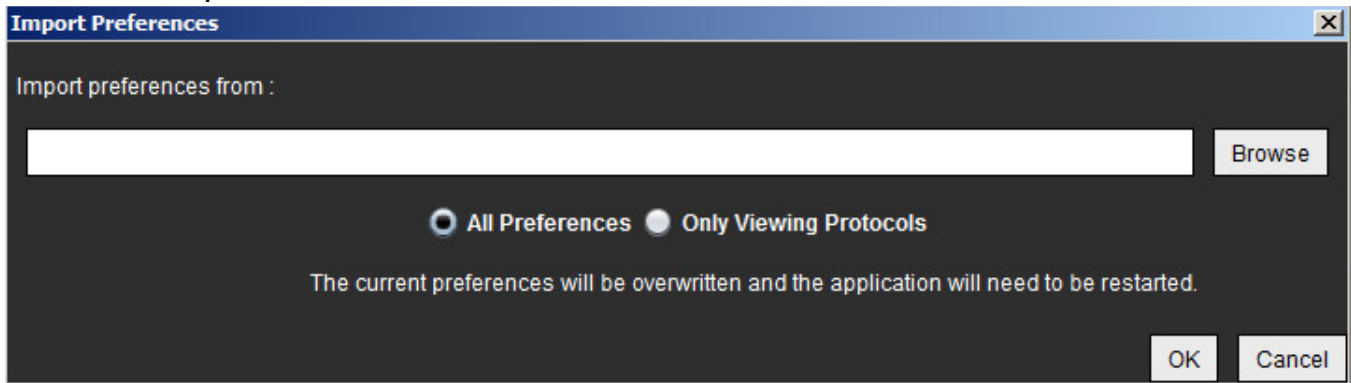 Import Preferences
Import preferences from :
Browse
All Preferences Only Viewing Protocols
The current preferences will be overwritten and the application will need to be restarted.
OK Cancel